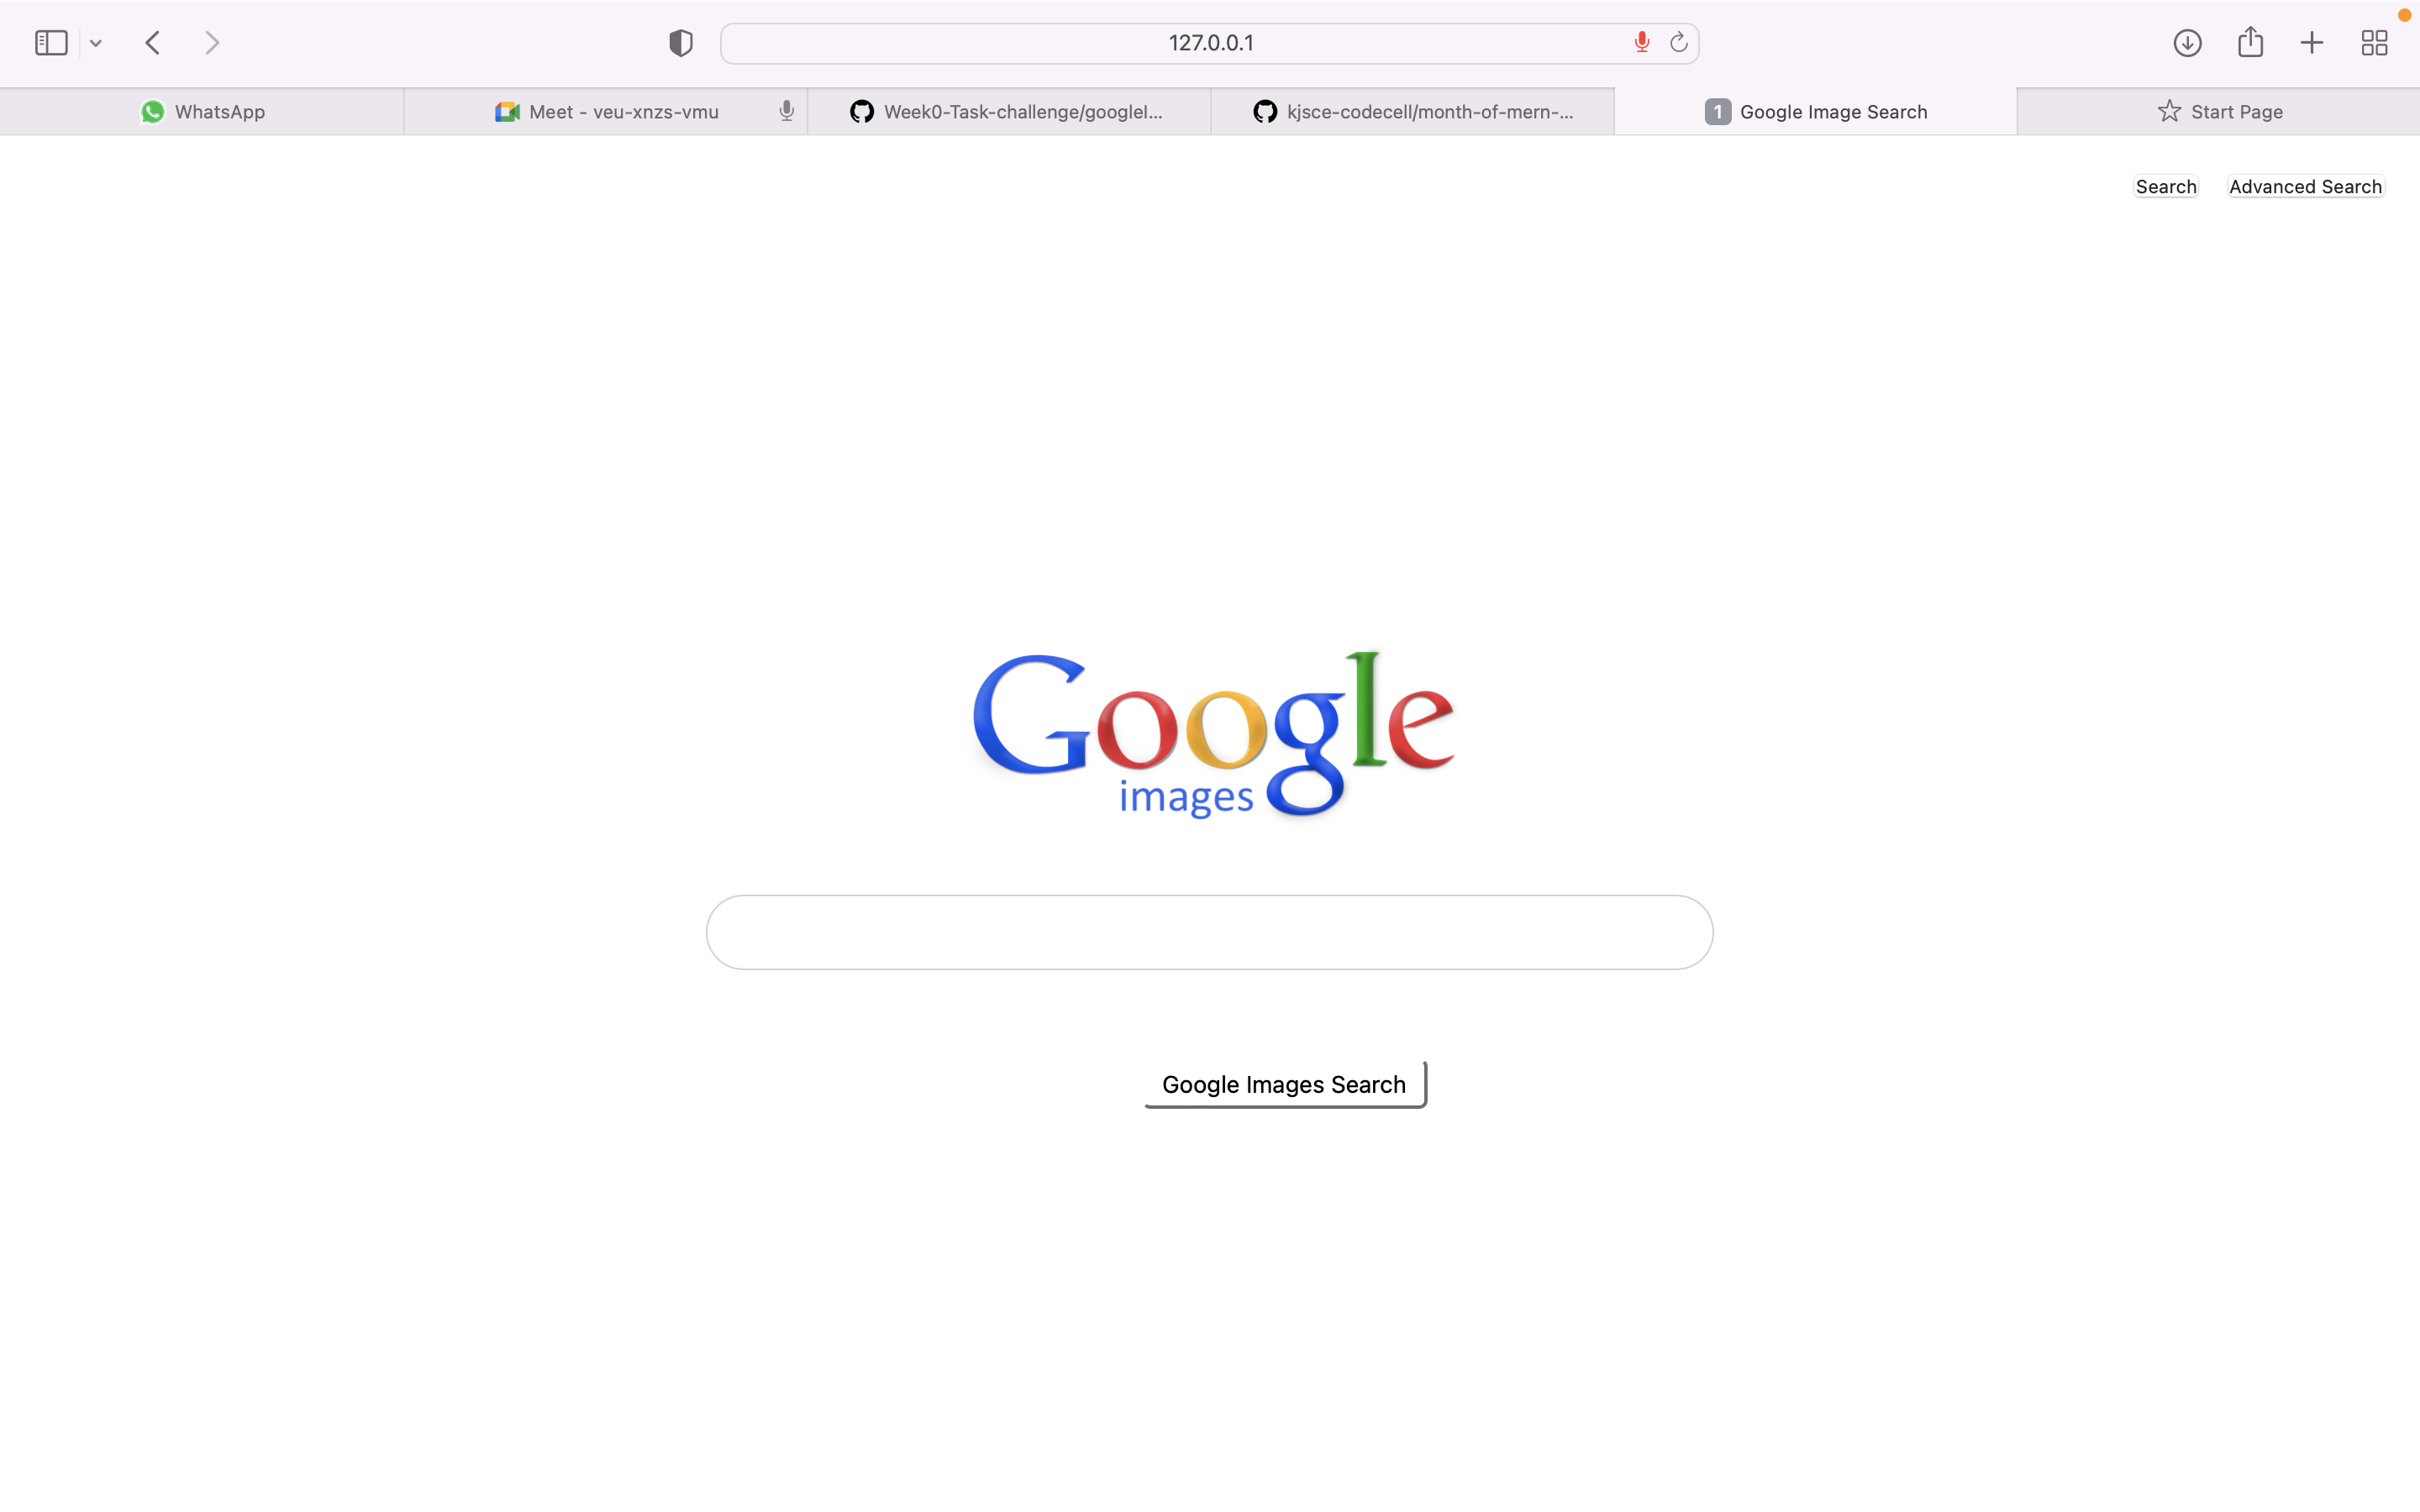 127.0.0.1
WhatsApp
Meet - veu-xnzs-vmu
Week0-Task-challenge/googleI...
kjsce-codecell/month-of-mern-...
1 Google Image Search
Start Page
Search Advanced Search
Google
images
Google Images Search